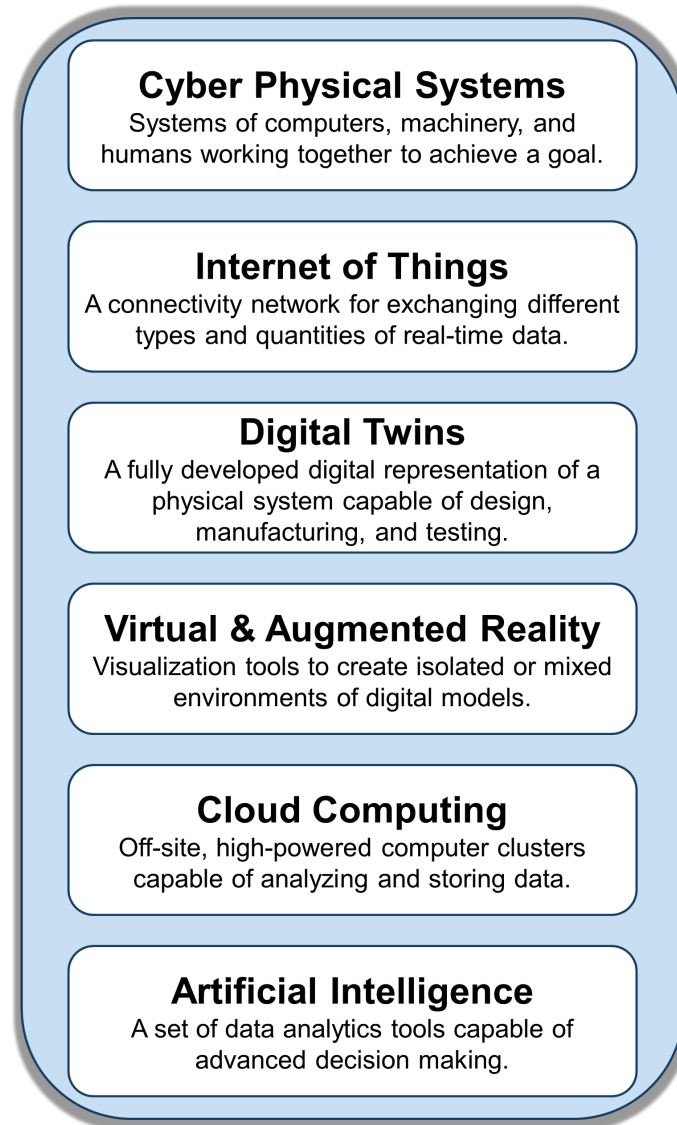 Cyber Physical Systems
Systems of computers, machinery, and
humans working together to achieve a goal.
Internet of Things
A connectivity network for exchanging different
types and quantities of real-time data.
Digital Twins
A fully developed digital representation of a
physical system capable of design,
manufacturing, and testing.
Virtual & Augmented Reality
Visualization tools to create isolated or mixed
environments of digital models.
Cloud Computing
Off-site, high-powered computer clusters
capable of analyzing and storing data.
Artificial Intelligence
A set of data analytics tools capable of
advanced decision making.